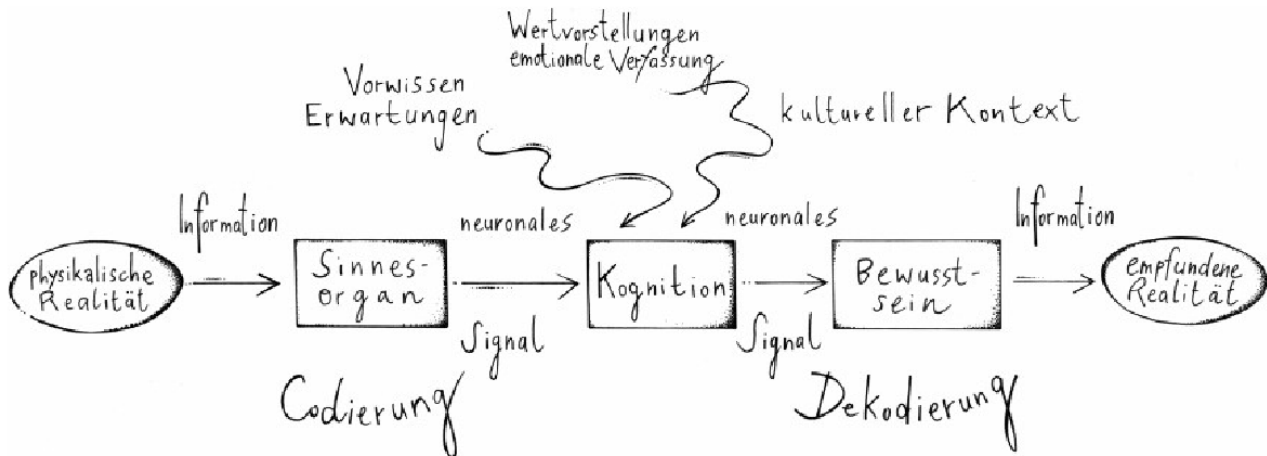 Wertvorstellungen
emotionale Verfassung
Vorwissen
Erwartungen
kultureller Kontext
Information
neuronales
neuronales
Information
physikalische
Realität
Sinnes-
organ
Kognition
Bewusst-
sein
empfundene
Realität
Signal
Signal
Codierung
Dekodierung